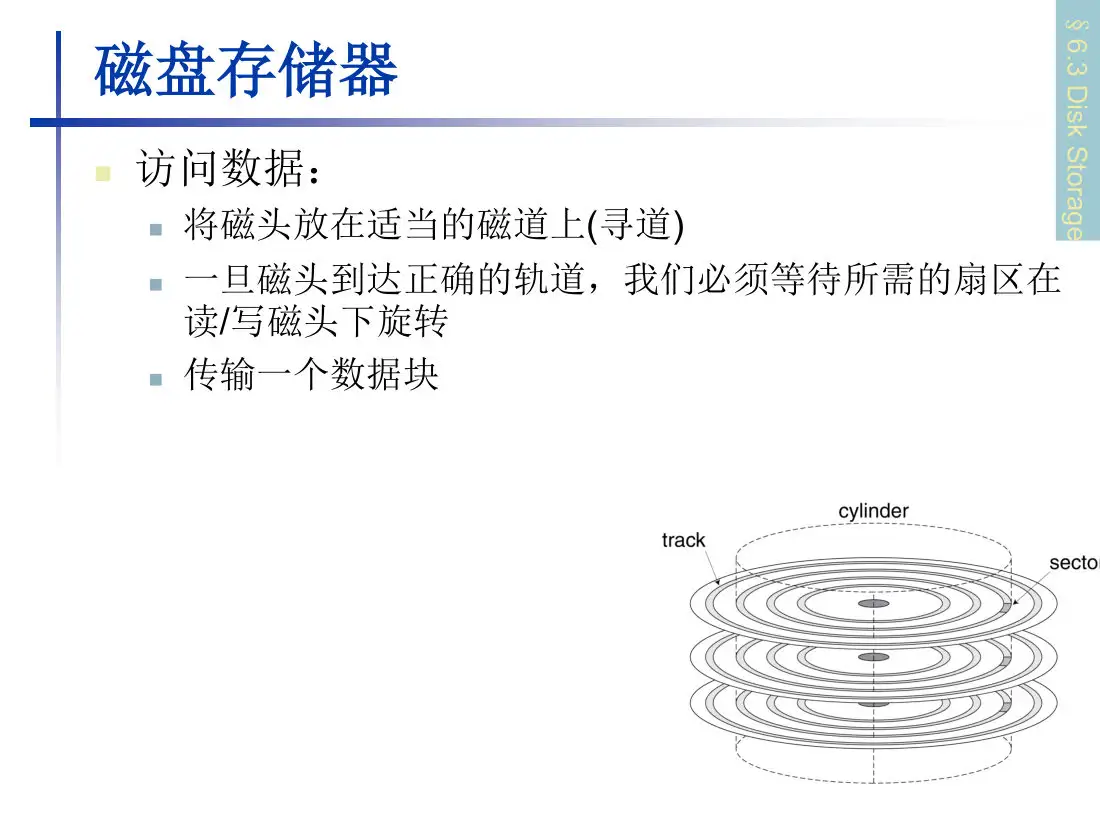 磁盘存储器
§6.3 Disk Storage
访问数据：
将磁头放在适当的磁道上(寻道)
一旦磁头到达正确的轨道，我们必须等待所需的扇区在
读/写磁头下旋转
传输一个数据块
cylinder
track
secto